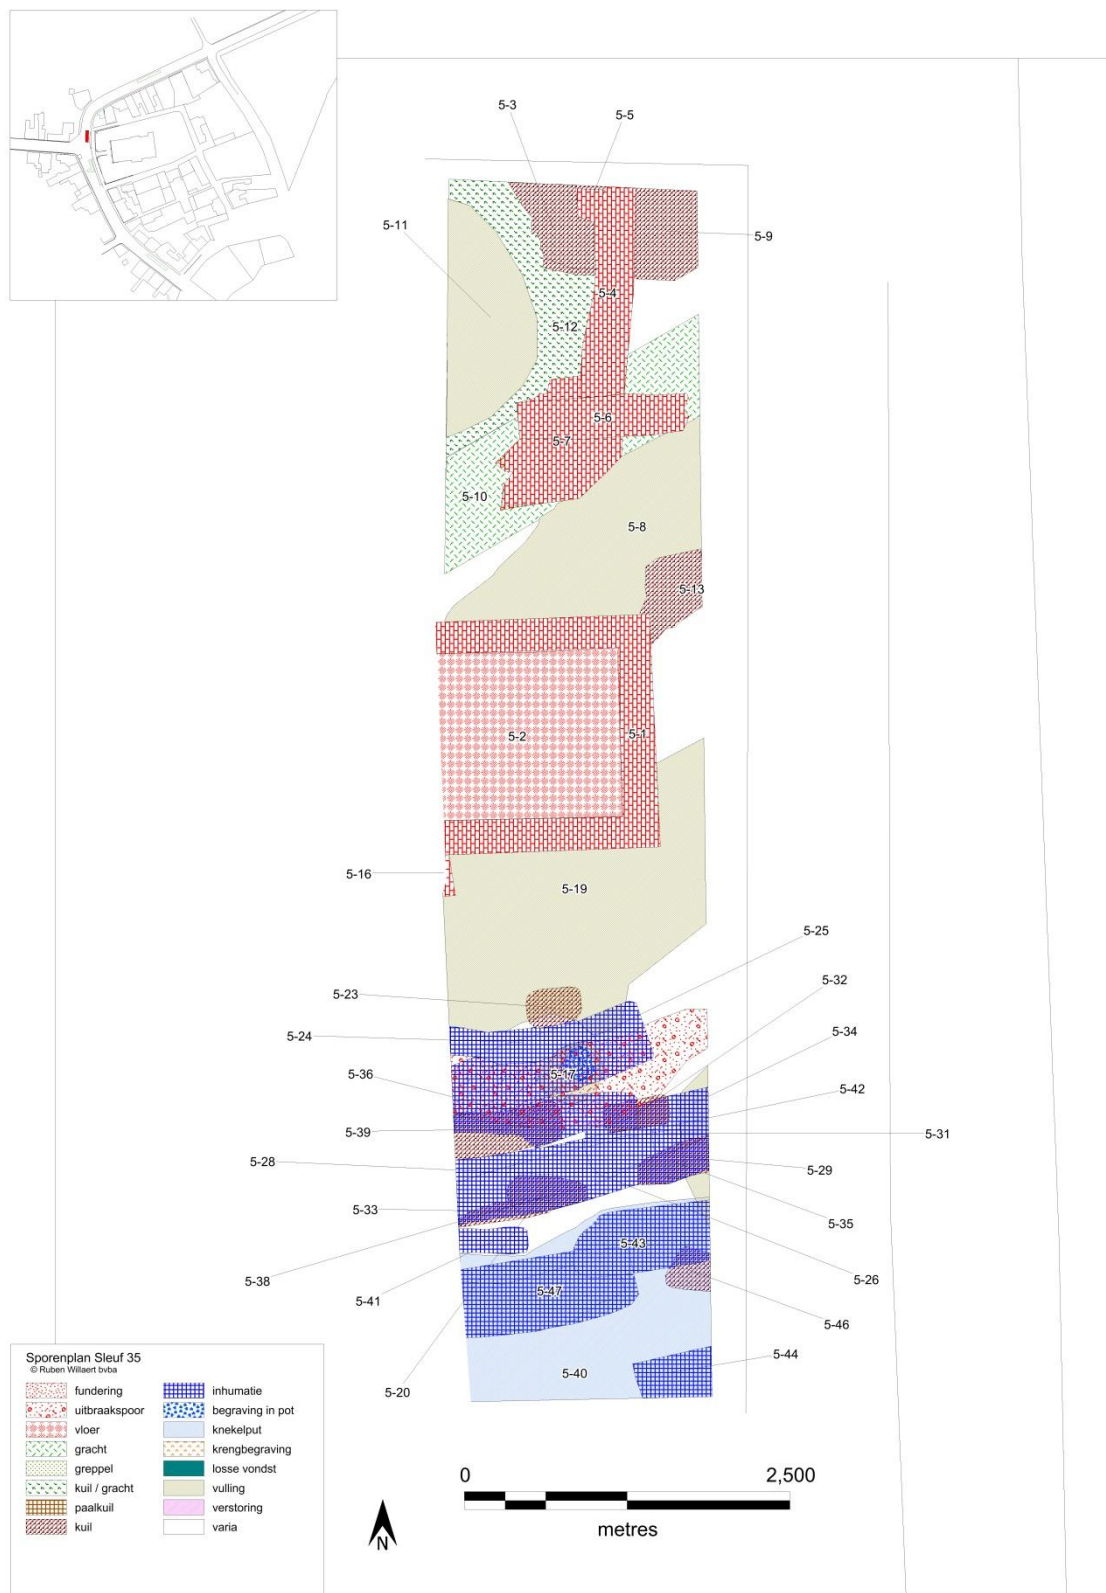 5-3
5-5
5-11
5-9
5-4
5-12
5-6
5-7
5-10
5-8
5-13
5-2
5-1
5-16
5-19
5-25
5-32
5-23
5-24
5-34
5-36
5-17
5-42
5-39
5-31
5-28
5-29
5-33
5-35
5-43
5-38
5-26
5-41
5-47
5-46
5-44
5-20
5-40
Sporenplan Sleuf 35
© Ruben Willaert bvba
fundering
uitbraakspoor
vloer
gracht
greppel
kuil / gracht
paalkuil
kuil
inhumatie
begraving in pot
knekelput
krengbegraving
losse vondst
vulling
verstoring
varia
N
0 2,500
metres